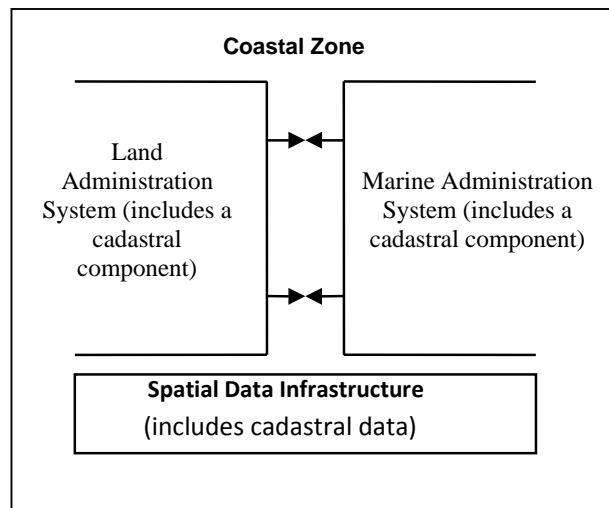 Coastal Zone
Land
Administration
System (includes a
cadastral
component)
Marine Administration
System (includes a
cadastral component)
Spatial Data Infrastructure
(includes cadastral data)